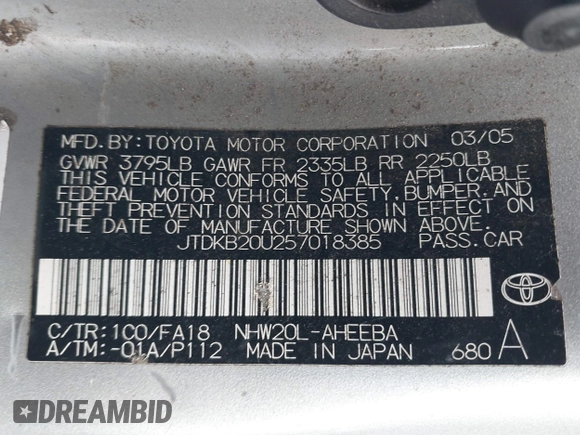 MFD. BY: TOYOTA MOTOR CORPORATION 03/05
GVWR 3795LB GAWR FR 2335LB RR 2250LB
THIS VEHICLE CONFORMS TO ALL APPLICABLE
FEDERAL MOTOR VEHICLE SAFETY, BUMPER, AND
THEFT PREVENTION STANDARDS IN EFFECT ON
THE DATE OF MANUFACTURE SHOWN ABOVE.
JTDKB20U257018385 PASS. CAR
C/TR: 1C0/FA18 NHW20L-AHEEBA
A/TM: -01A/P112 MADE IN JAPAN 680 A
DREAMBID